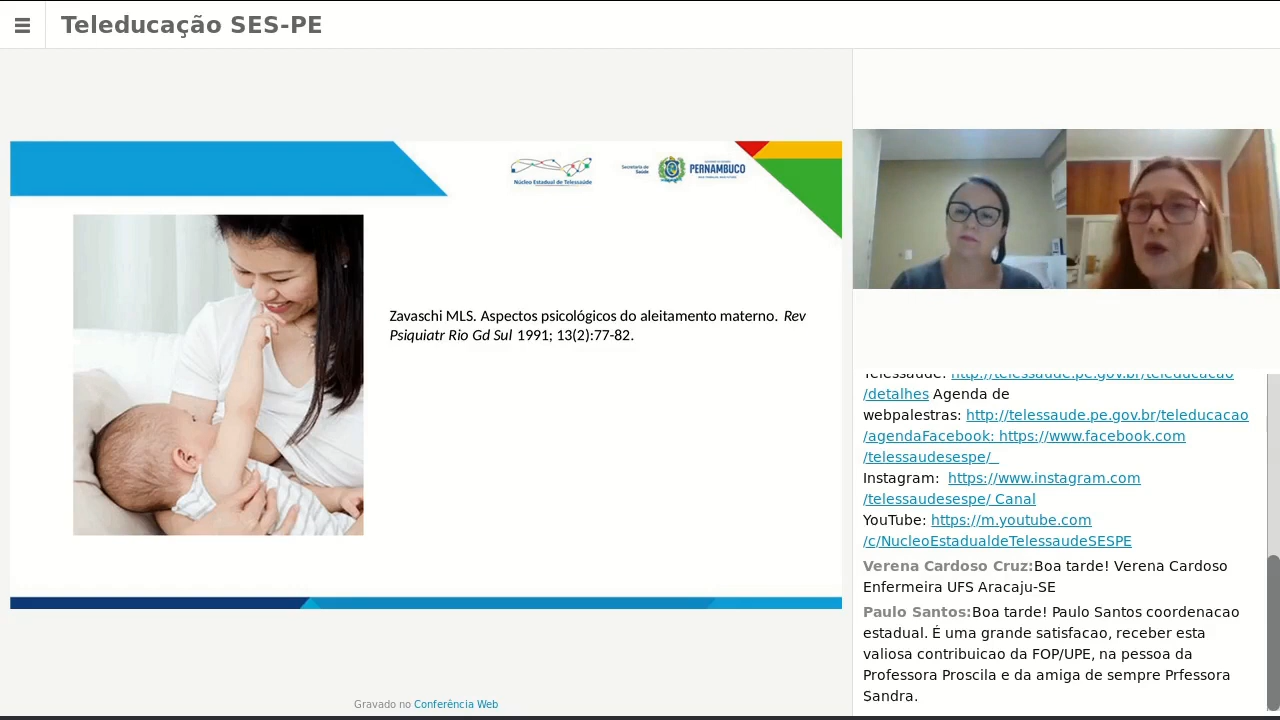 Teleducação SES-PE
Núcleo Estadual de Telessaúde
Secretaria de
Saúde
PERNAMBUCO
Zavaschi MLS. Aspectos psicológicos do aleitamento materno. Rev
Psiquiatr Rio Gd Sul 1991; 13(2):77-82.
Telessaúde: http://telessaude.pe.gov.br/teleducacao
/detalhes Agenda de
webpalestras: http://telessaude.pe.gov.br/teleducacao
/agendaFacebook: https://www.facebook.com
/telessaudesespe/
Instagram: https://www.instagram.com
/telessaudesespe/ Canal
YouTube: https://m.youtube.com
/c/NucleoEstadualdeTelessaudeSESPE
Verena Cardoso Cruz:Boa tarde! Verena Cardoso
Enfermeira UFS Aracaju-SE
Paulo Santos:Boa tarde! Paulo Santos coordenacao
estadual. É uma grande satisfacao, receber esta
valiosa contribuicao da FOP/UPE, na pessoa da
Professora Proscila e da amiga de sempre Prfessora
Sandra.
Gravado no Conferência Web